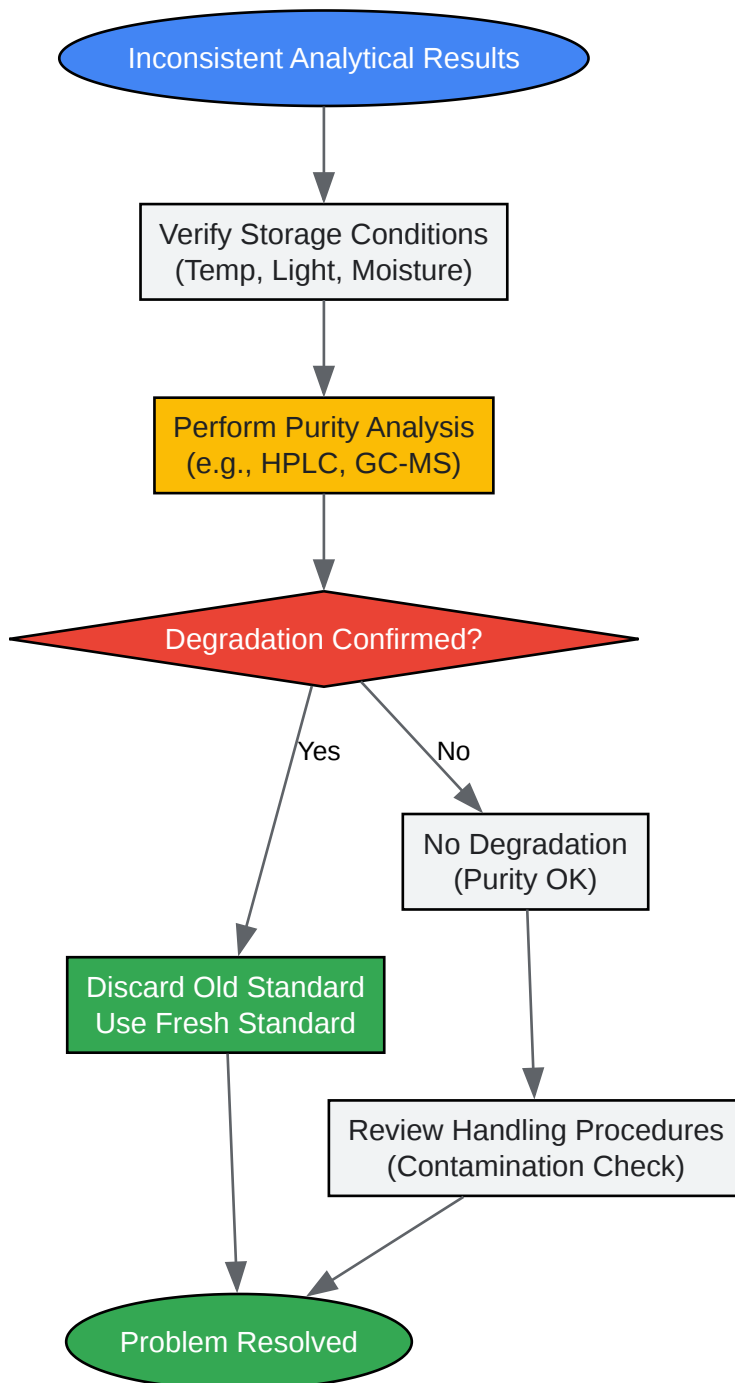 Inconsistent Analytical Results
Verify Storage Conditions
(Temp, Light, Moisture)
Perform Purity Analysis
(e.g., HPLC, GC-MS)
Degradation Confirmed?
Yes
No
No Degradation
(Purity OK)
Discard Old Standard
Use Fresh Standard
Review Handling Procedures
(Contamination Check)
Problem Resolved